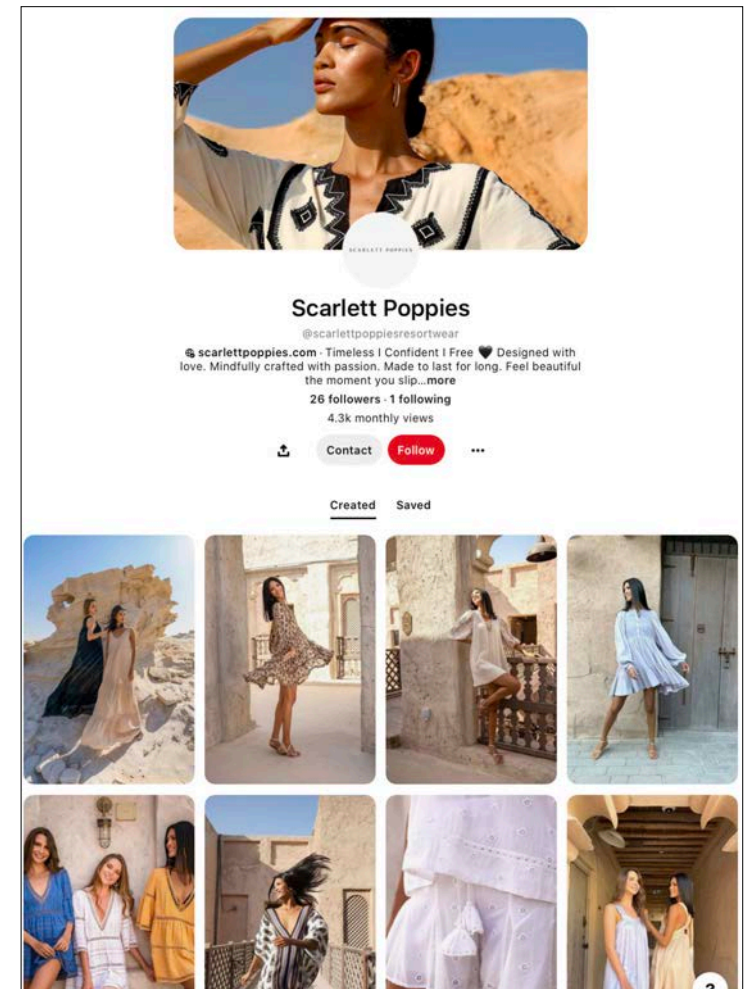 SCARLETT POPPIES
Scarlett Poppies
@scarlettpoppiesresortwear
scarlettpoppies.com · Timeless I Confident I Free 🖤 Designed with
love. Mindfully crafted with passion. Made to last for long. Feel beautiful
the moment you slip...more
26 followers · 1 following
4.3k monthly views
Contact Follow
Created Saved
?